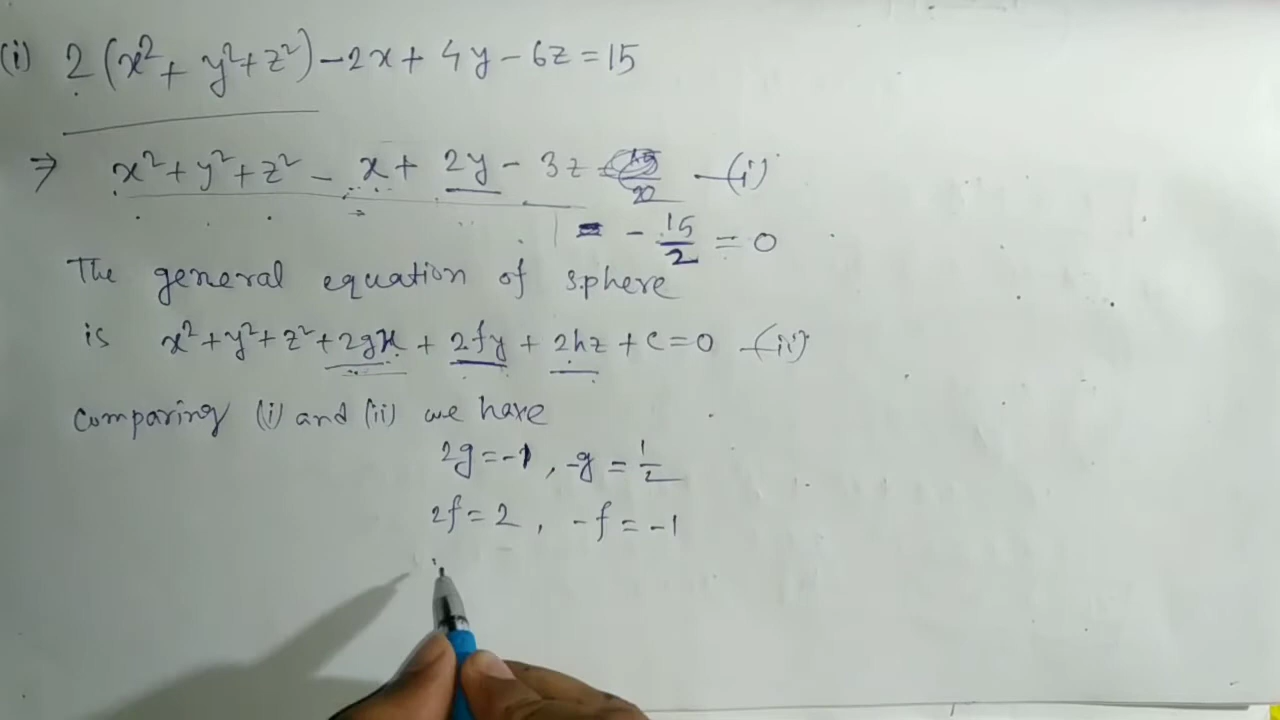 (i) 2(x²+ y²+z²) -2x+ 4y - 6z = 15
⇒ x²+ y²+ z² - x + 2y - 3z —(i)
- 15/2 = 0
The general equation of sphere
is x²+y²+ z²+2gx + 2fy + 2hz + c = 0 —(ii)
Comparing (i) and (ii) we have
2g = -1, -g = 1/2
2f = 2, -f = -1